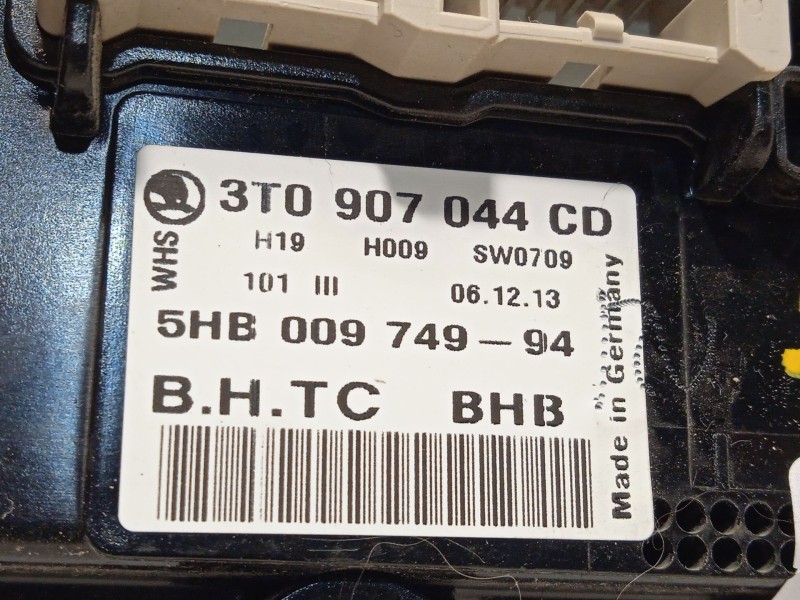 3T0 907 044 CD
H19 H009 SW0709
101 III 06.12.13
WHS
5HB 009 749-94
B.H.TC BHB
Made in Germany